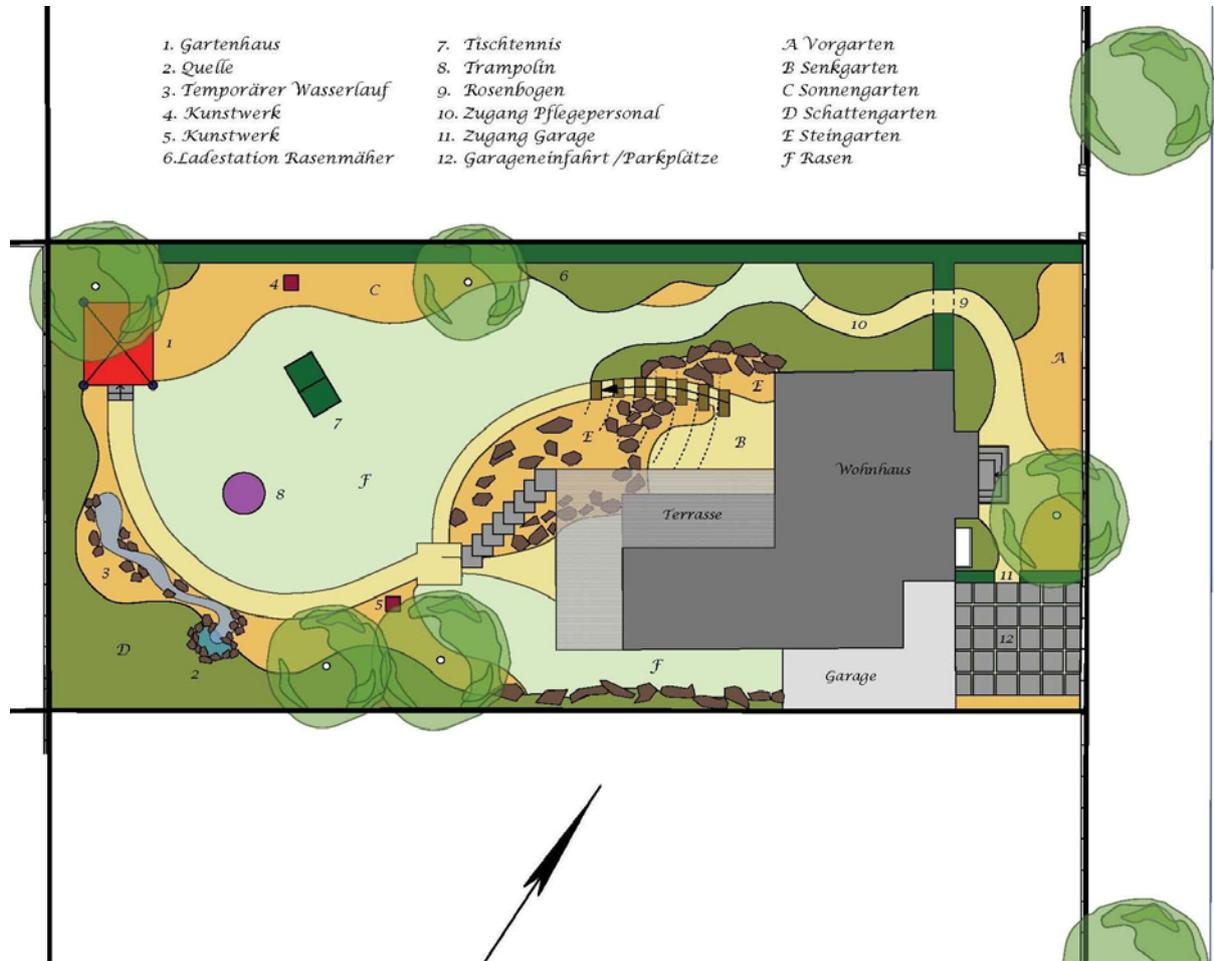 1. Gartenhaus
2. Quelle
3. Temporärer Wasserlauf
4. Kunstwerk
5. Kunstwerk
6.Ladestation Rasenmäher
7. Tischtennis
8. Trampolin
9. Rosenbogen
10. Zugang Pflegepersonal
11. Zugang Garage
12. Garageneinfahrt /Parkplätze
A Vorgarten
B Senkgarten
C Sonnengarten
D Schattengarten
E Steingarten
F Rasen
6
4
C
9
10
1
A
E
7
E
B
Wohnhaus
F
8
Terrasse
3
11
5
12
D
2
F
Garage